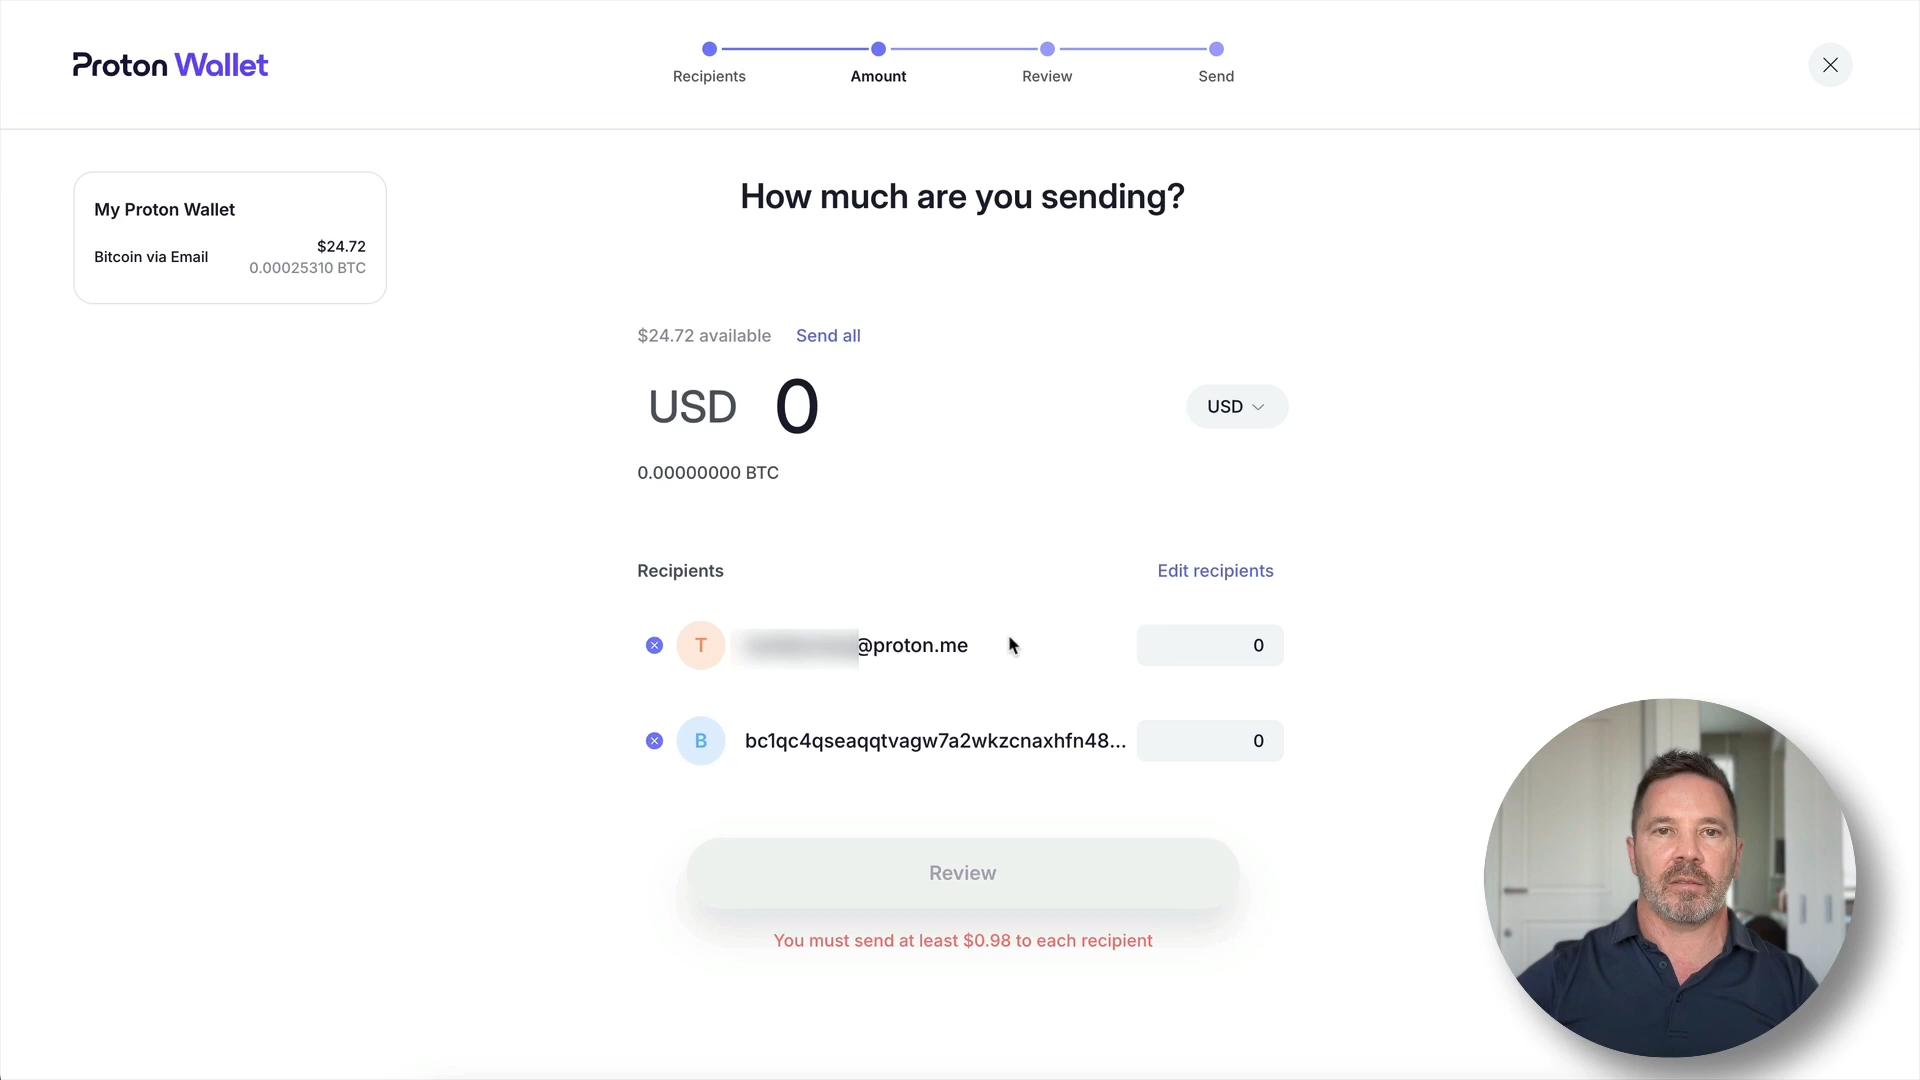 Proton Wallet
Recipients
Amount
Review
Send
My Proton Wallet
Bitcoin via Email
$24.72
0.00025310 BTC
How much are you sending?
$24.72 available Send all
USD 0
USD
0.00000000 BTC
Recipients
Edit recipients
T @proton.me 0
B bc1qc4qseaqqtvagw7a2wkzcnaxhfn48... 0
Review
You must send at least $0.98 to each recipient